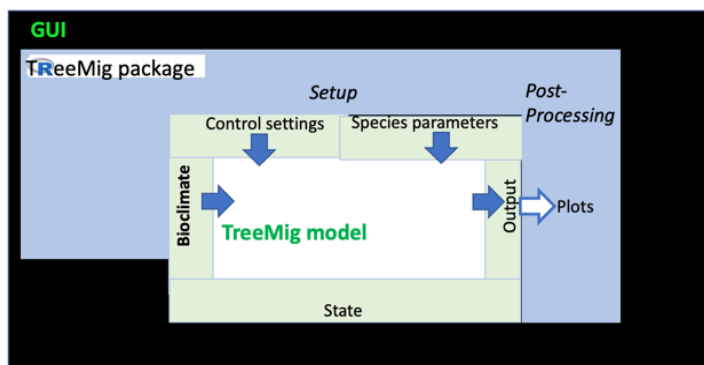 GUI
TReeMig package
Setup
Post-
Processing
Control settings
Species parameters
Bioclimate
TreeMig model
Output
Plots
State